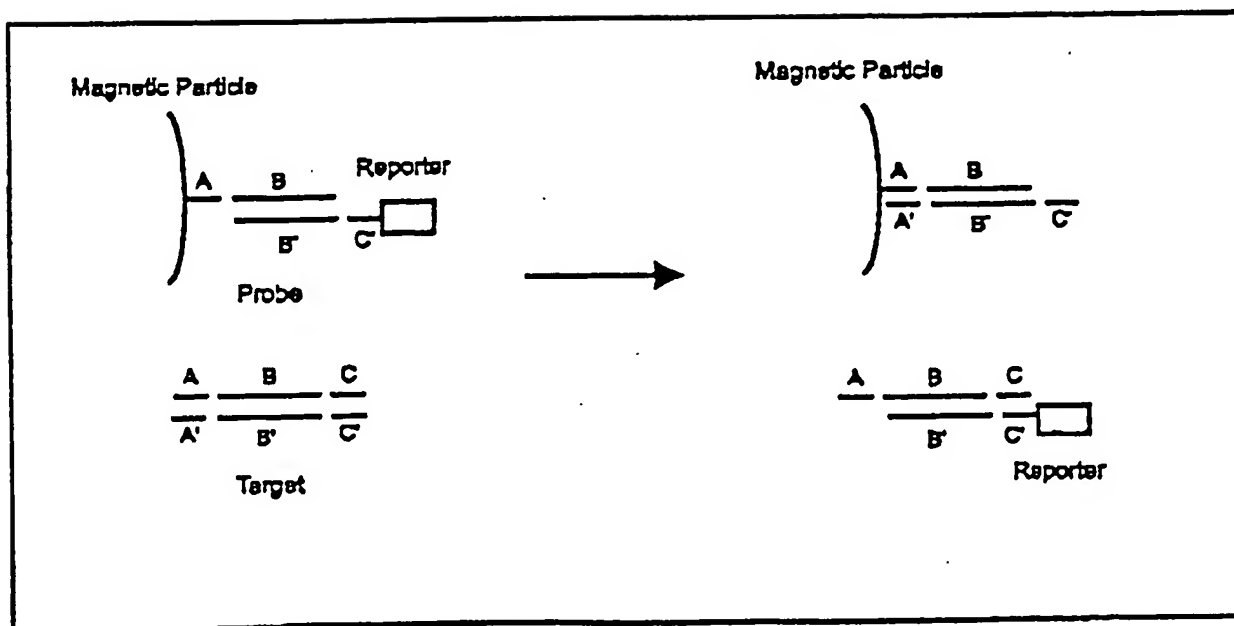 Magnetic Particle
A B Reporter
B' C'
Probe
A B C
A' B' C'
Target
Magnetic Particle
A B
A' B' C'
A B C
B' C'
Reporter